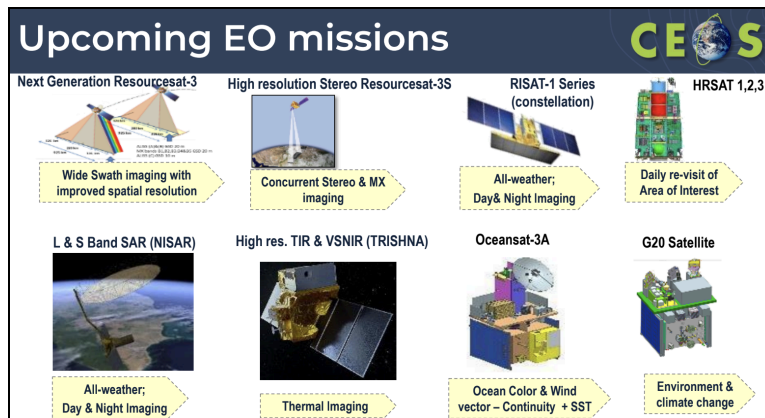 Upcoming EO missions
CEOS
Next Generation Resourcesat-3
High resolution Stereo Resourcesat-3S
RISAT-1 Series
(constellation)
HRSAT 1,2,3
Wide Swath imaging with
improved spatial resolution
Concurrent Stereo & MX
imaging
All-weather;
Day& Night Imaging
Daily re-visit of
Area of Interest
L & S Band SAR (NISAR)
High res. TIR & VSNIR (TRISHNA)
Oceansat-3A
G20 Satellite
All-weather;
Day & Night Imaging
Thermal Imaging
Ocean Color & Wind
vector – Continuity + SST
Environment &
climate change